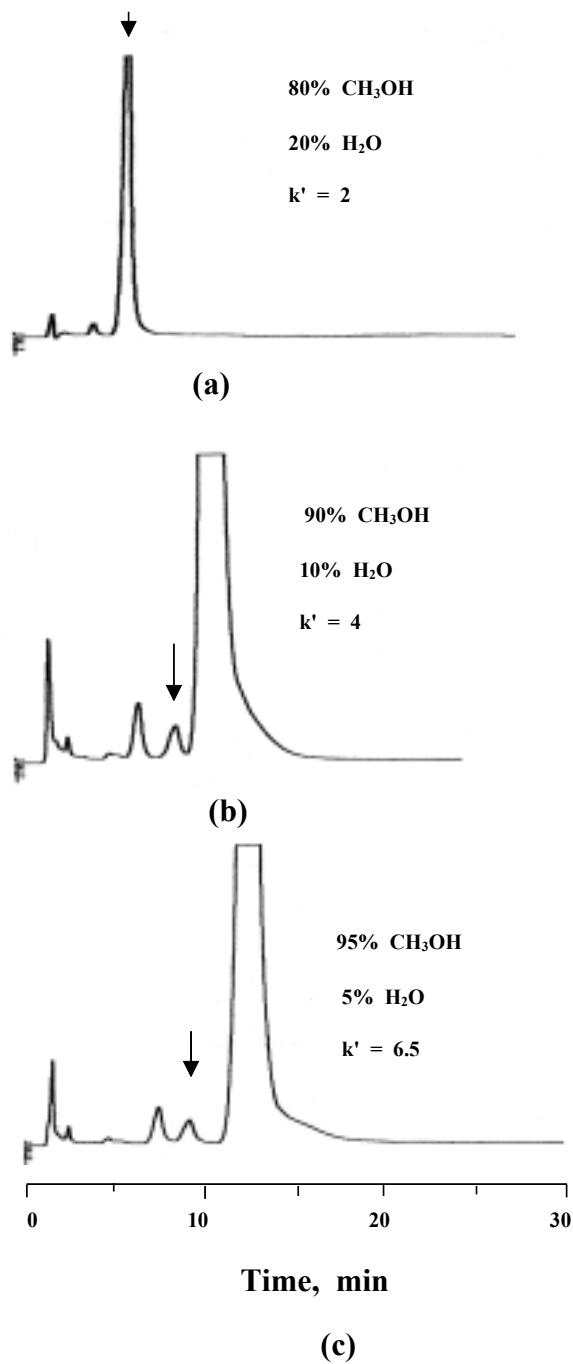 80% CH₃OH
20% H₂O
k' = 2
(a)
90% CH₃OH
10% H₂O
k' = 4
(b)
95% CH₃OH
5% H₂O
k' = 6.5
0 10 20 30
Time, min
(c)